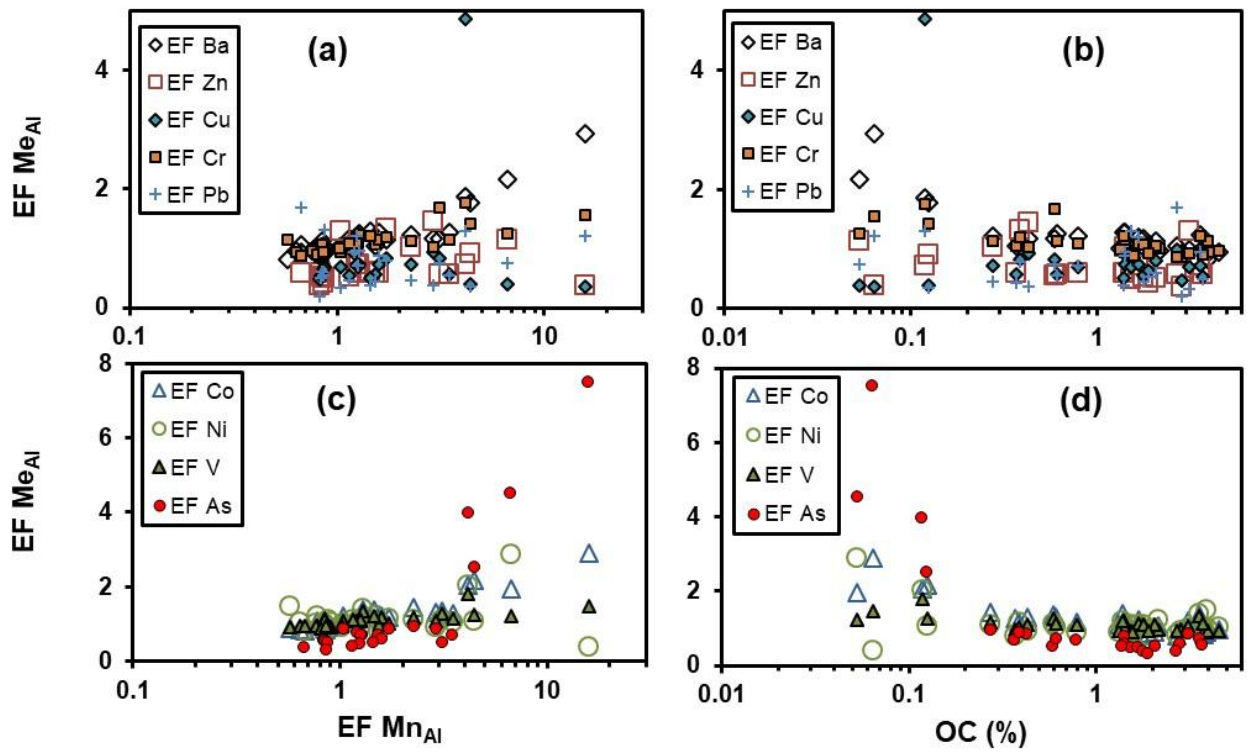 (a)
EF Ba
EF Zn
EF Cu
EF Cr
EF Pb
EF Me_Al
4
2
0
0.1
1
10
(b)
EF Ba
EF Zn
EF Cu
EF Cr
EF Pb
4
2
0
0.01
0.1
1
(c)
EF Co
EF Ni
EF V
EF As
EF Me_Al
8
6
4
2
0
0.1
1
10
EF Mn_Al
(d)
EF Co
EF Ni
EF V
EF As
8
6
4
2
0
0.01
0.1
1
OC (%)